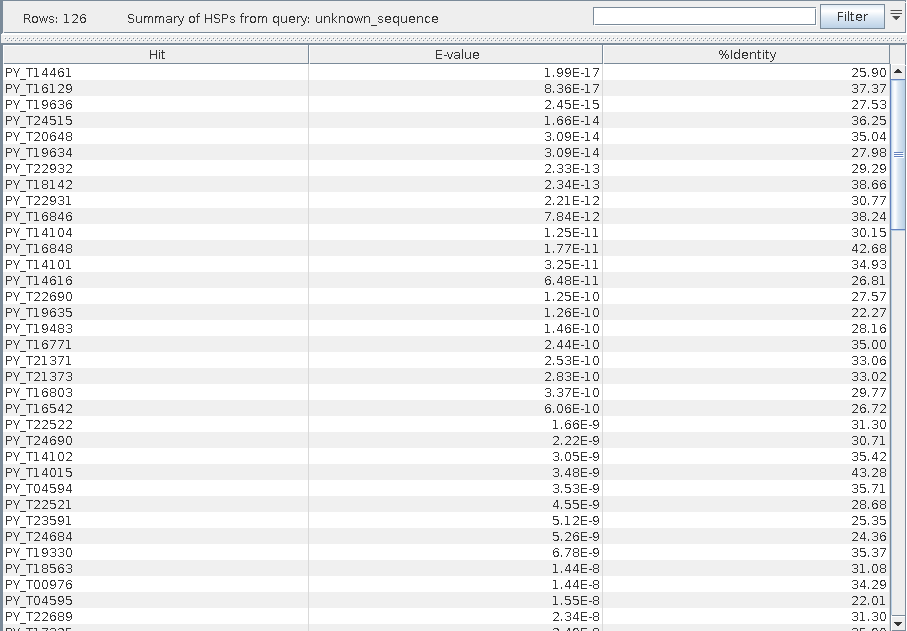 Rows: 126 Summary of HSPs from query: unknown_sequence Filter
Hit E-value %Identity
PY_T14461 1.99E-17 25.90
PY_T16129 8.36E-17 37.37
PY_T19636 2.45E-15 27.53
PY_T24515 1.66E-14 36.25
PY_T20648 3.09E-14 35.04
PY_T19634 3.09E-14 27.98
PY_T22932 2.33E-13 29.29
PY_T18142 2.34E-13 38.66
PY_T22931 2.21E-12 30.77
PY_T16846 7.84E-12 38.24
PY_T14104 1.25E-11 30.15
PY_T16848 1.77E-11 42.68
PY_T14101 3.25E-11 34.93
PY_T14616 6.48E-11 26.81
PY_T22690 1.25E-10 27.57
PY_T19635 1.26E-10 22.27
PY_T19483 1.46E-10 28.16
PY_T16771 2.44E-10 35.00
PY_T21371 2.53E-10 33.06
PY_T21373 2.83E-10 33.02
PY_T16803 3.37E-10 29.77
PY_T16542 6.06E-10 26.72
PY_T22522 1.66E-9 31.30
PY_T24690 2.22E-9 30.71
PY_T14102 3.05E-9 35.42
PY_T14015 3.48E-9 43.28
PY_T04594 3.53E-9 35.71
PY_T22521 4.55E-9 28.68
PY_T23591 5.12E-9 25.35
PY_T24684 5.26E-9 24.36
PY_T19330 6.78E-9 35.37
PY_T18563 1.44E-8 31.08
PY_T00976 1.44E-8 34.29
PY_T04595 1.55E-8 22.01
PY_T22689 2.34E-8 31.30